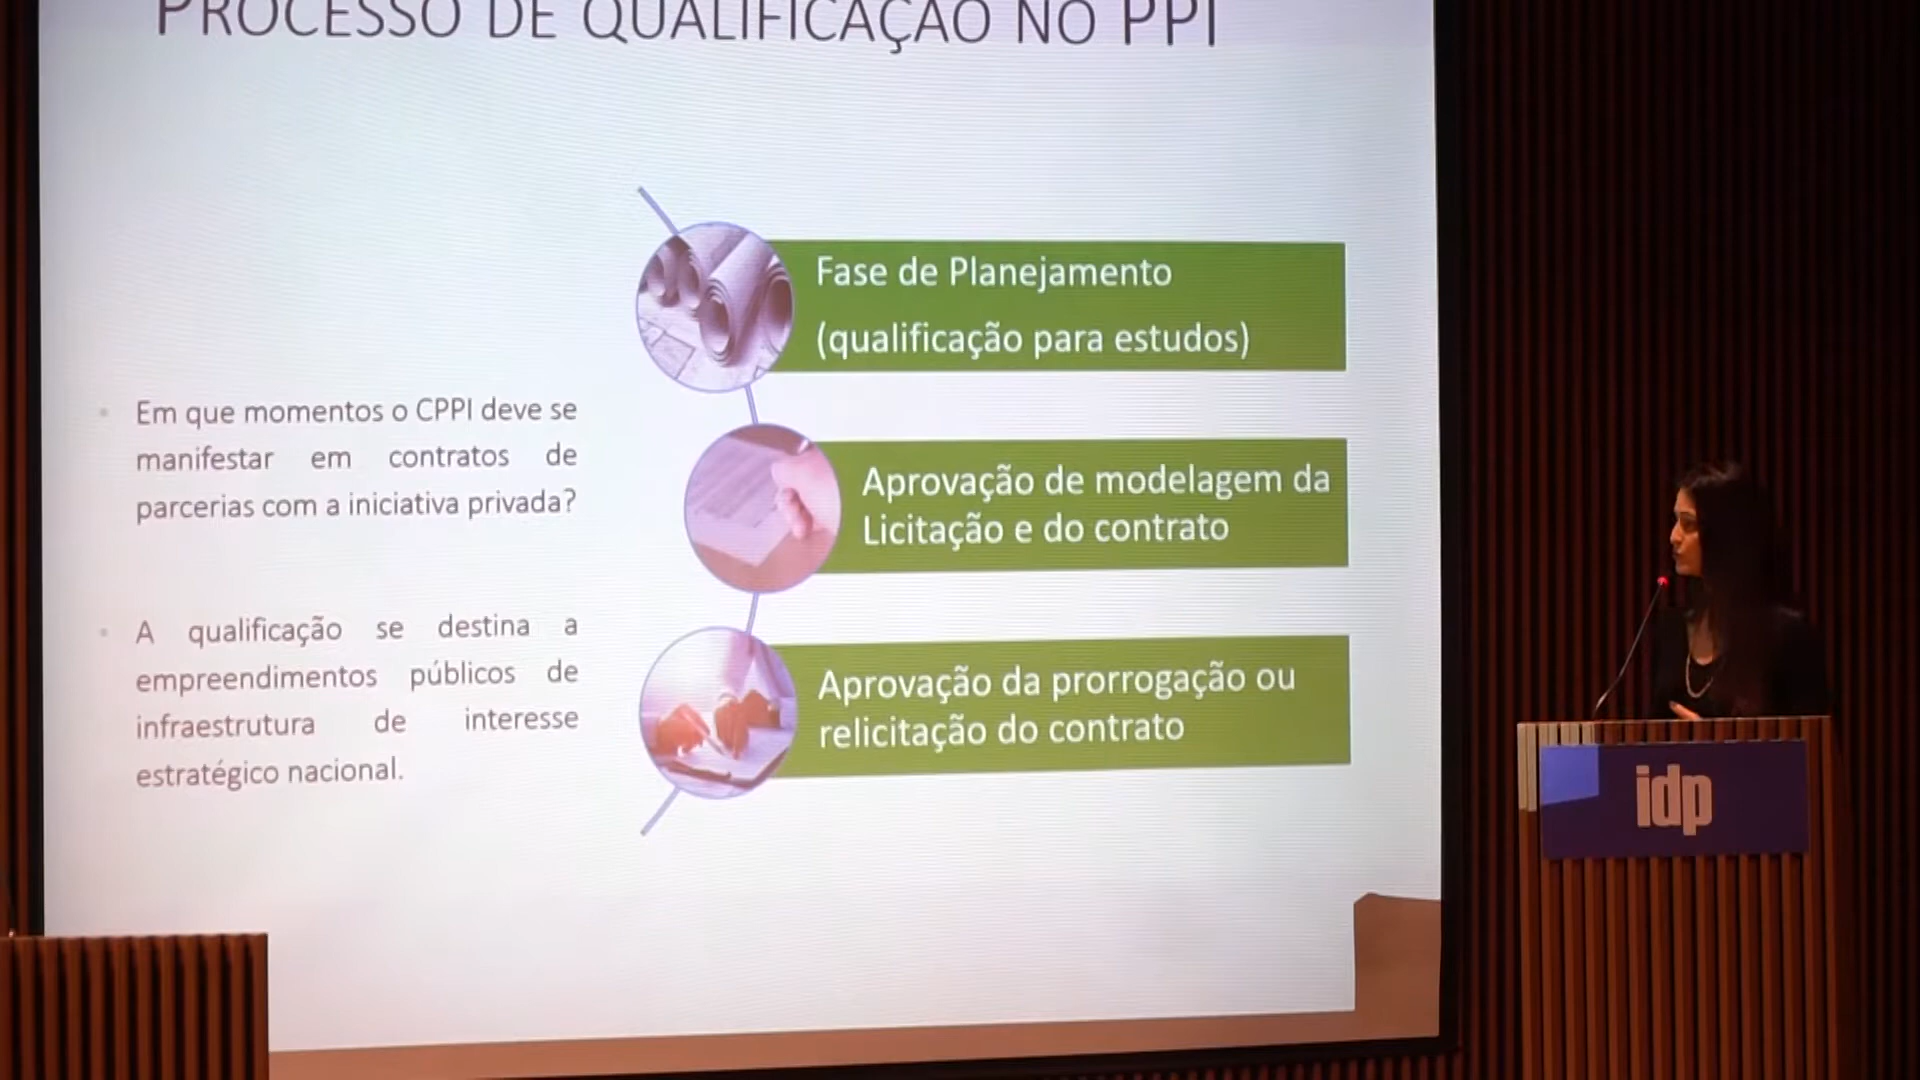 PROCESSO DE QUALIFICAÇÃO NO PPI
Em que momentos o CPPI deve se
manifestar em contratos de
parcerias com a iniciativa privada?
A qualificação se destina a
empreendimentos públicos de
infraestrutura de interesse
estratégico nacional.
Fase de Planejamento
(qualificação para estudos)
Aprovação de modelagem da
Licitação e do contrato
Aprovação da prorrogação ou
relicitação do contrato
idp